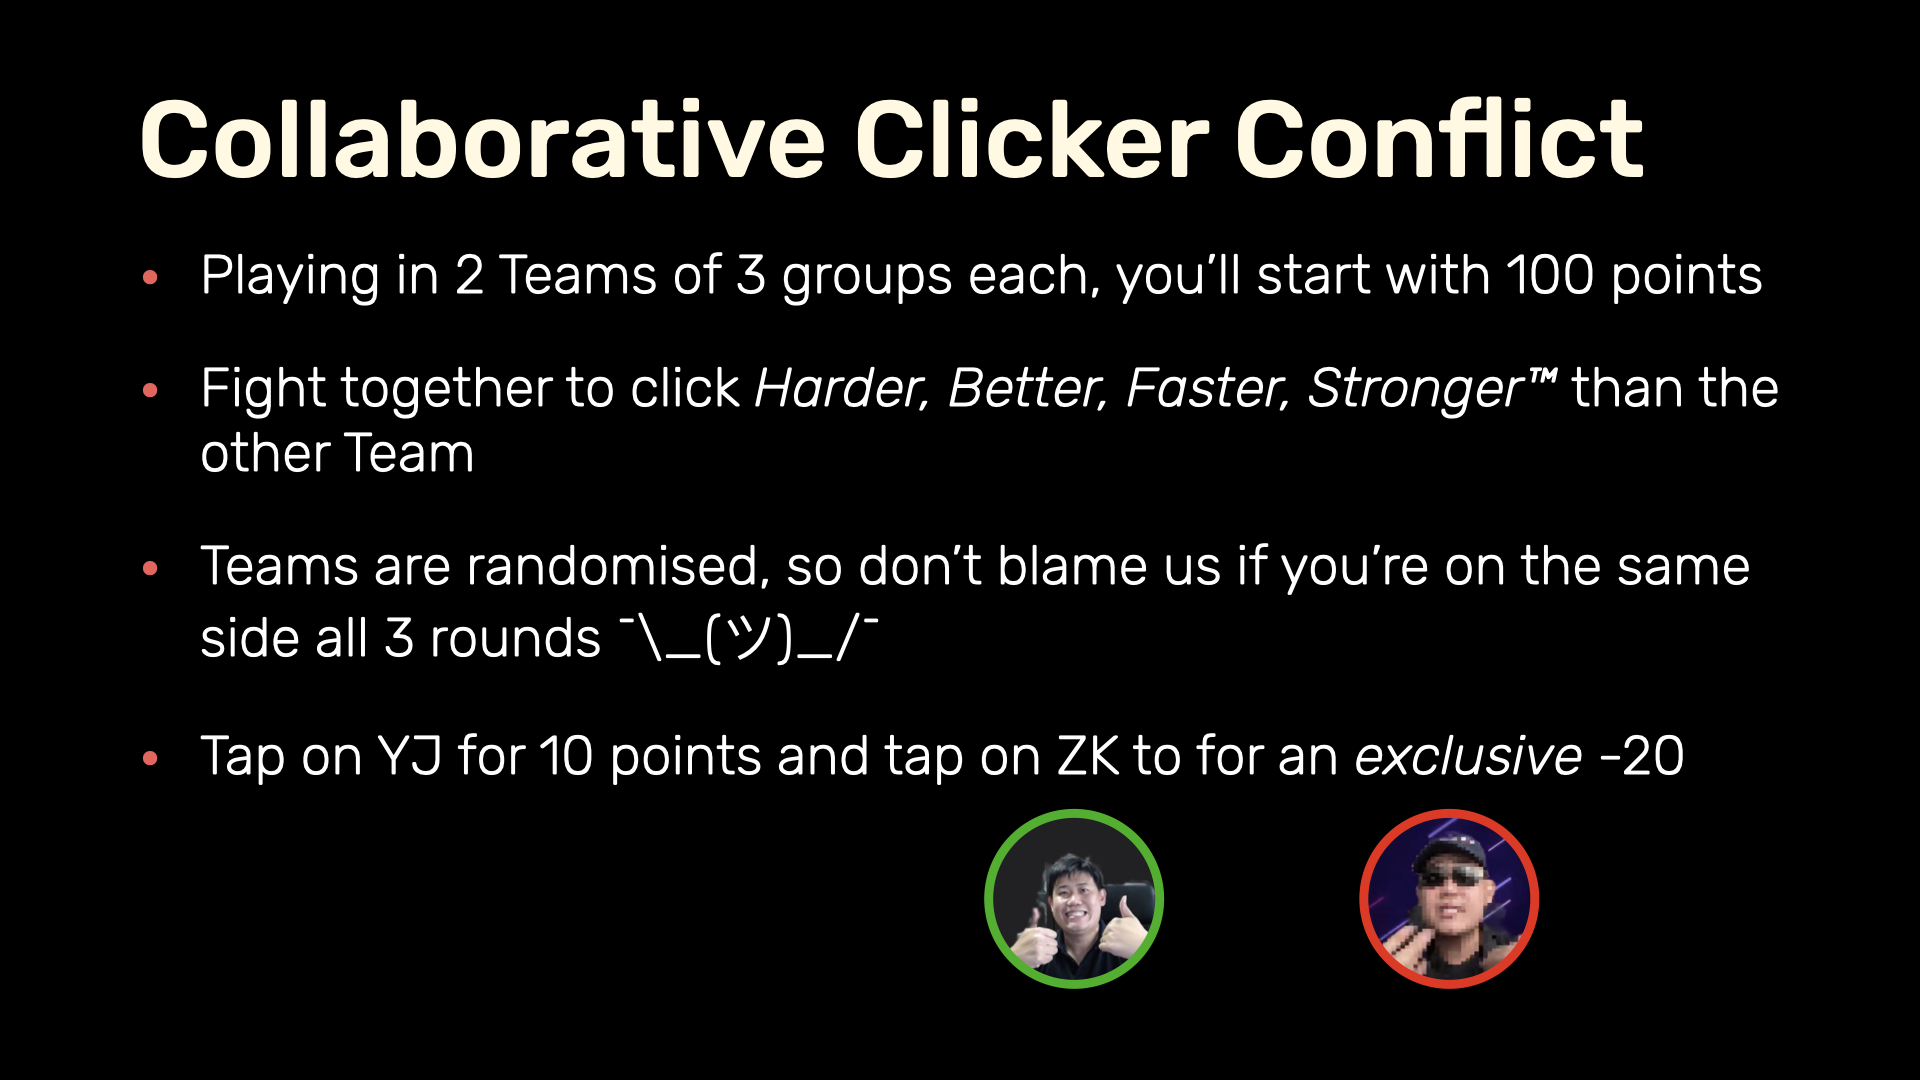 Collaborative Clicker Conflict
• Playing in 2 Teams of 3 groups each, you’ll start with 100 points
• Fight together to click Harder, Better, Faster, Stronger™ than the
other Team
• Teams are randomised, so don’t blame us if you’re on the same
side all 3 rounds ¯\_(ツ)_/¯
• Tap on YJ for 10 points and tap on ZK to for an exclusive -20